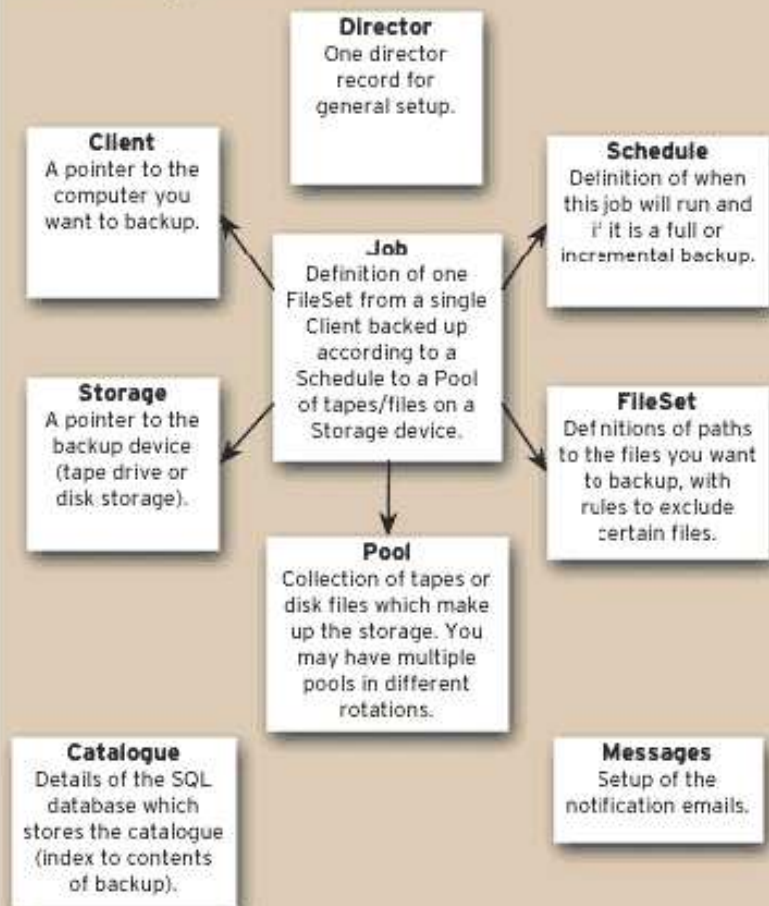 Director
One director
record for
general setup.
Client
A pointer to the
computer you
want to backup.
Schedule
Definition of when
this job will run and
if it is a full or
incremental backup.
Job
Definition of one
FileSet from a single
Client backed up
according to a
Schedule to a Pool
of tapes/files on a
Storage device.
Storage
A pointer to the
backup device
(tape drive or
disk storage).
FileSet
Definitions of paths
to the files you want
to backup, with
rules to exclude
certain files.
Pool
Collection of tapes or
disk files which make
up the storage. You
may have multiple
pools in different
rotations.
Catalogue
Details of the SQL
database which
stores the catalogue
(index to contents
of backup).
Messages
Setup of the
notification emails.